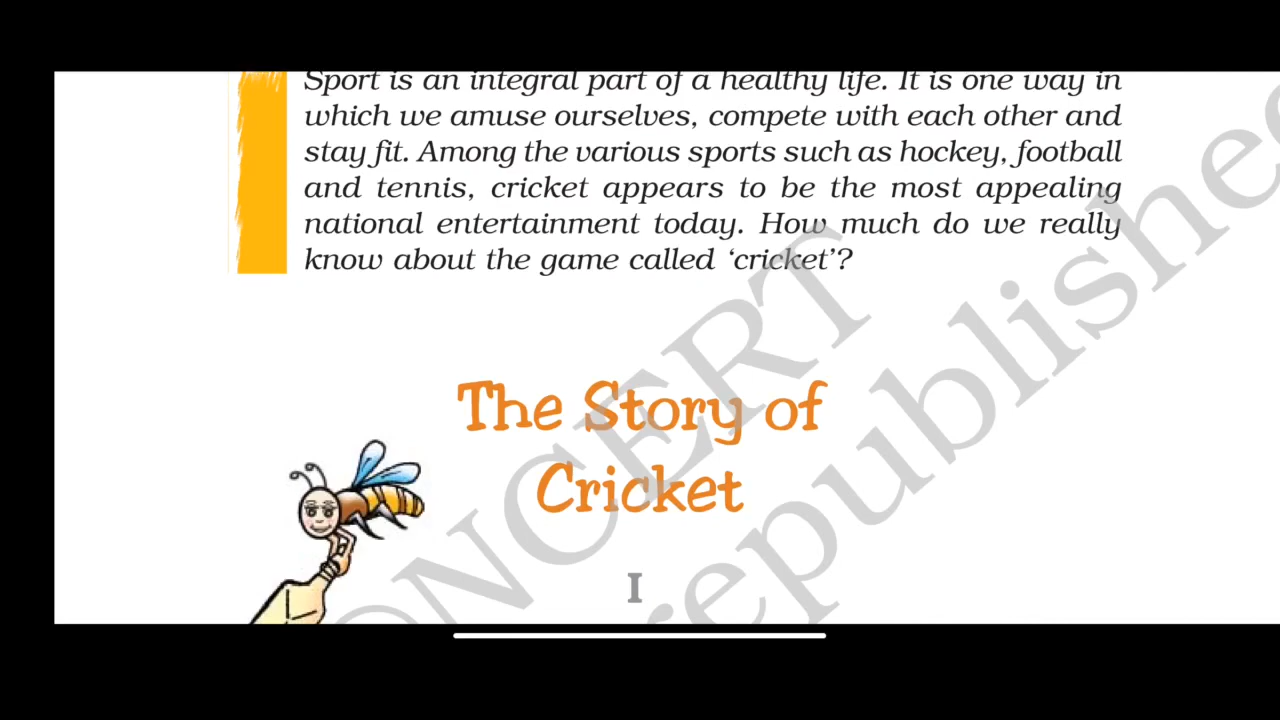 Sport is an integral part of a healthy life. It is one way in
which we amuse ourselves, compete with each other and
stay fit. Among the various sports such as hockey, football
and tennis, cricket appears to be the most appealing
national entertainment today. How much do we really
know about the game called ‘cricket’?
The Story of
Cricket
I
NCERT
republished